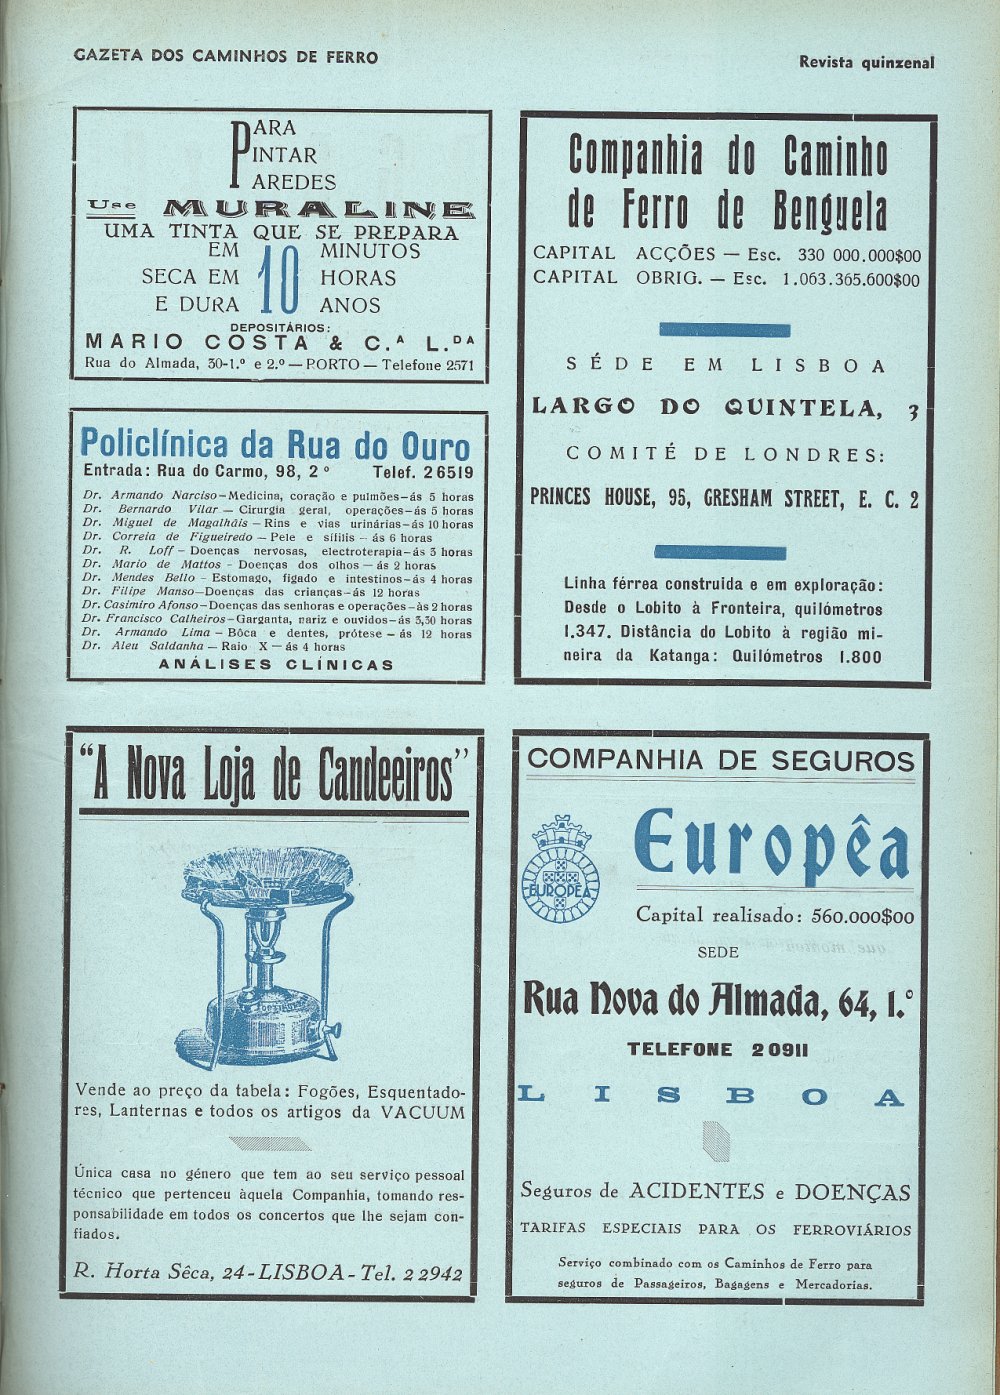 GAZETA DOS CAMINHOS DE FERRO
Revista quinzenal
PARA
PINTAR
PAREDES
Use MURALINE
UMA TINTA QUE SE PREPARA
EM 10 MINUTOS
SECA EM HORAS
E DURA ANOS
DEPOSITÁRIOS:
MARIO COSTA & C.A L.DA
Rua do Almada, 30-1.º e 2.º — PORTO — Telefone 2571
Policlínica da Rua do Ouro
Entrada: Rua do Carmo, 98, 2º Telef. 26519
Dr. Armando Narciso—Medicina, coração e pulmões—ás 5 horas
Dr. Bernardo Vilar — Cirurgia geral, operações—ás 5 horas
Dr. Miguel de Magalhãis — Rins e vias urinárias—ás 10 horas
Dr. Correia de Figueiredo — Pele e sífilis — ás 6 horas
Dr. R. Loff — Doenças nervosas, electroterapia—ás 3 horas
Dr. Mario de Mattos - Doenças dos olhos — ás 2 horas
Dr. Mendes Bello - Estomago, figado e intestinos—ás 4 horas
Dr. Filipe Manso—Doenças das crianças—ás 12 horas
Dr. Casimiro Afonso—Doenças das senhoras e operações—às 2 horas
Dr. Francisco Calheiros—Garganta, nariz e ouvidos—ás 3,30 horas
Dr. Armando Lima — Bôca e dentes, prótese — ás 12 horas
Dr. Aleu Saldanha — Raio X — ás 4 horas
ANÁLISES CLÍNICAS
Companhia do Caminho
de Ferro de Benguela
CAPITAL ACÇÕES — Esc. 330 000.000$00
CAPITAL OBRIG. — Esc. 1.063.365.600$00
SÉDE EM LISBOA
LARGO DO QUINTELA, 3
COMITÉ DE LONDRES:
PRINCES HOUSE, 95, GRESHAM STREET, E. C. 2
Linha férrea construida e em exploração:
Desde o Lobito à Fronteira, quilómetros
1.347. Distância do Lobito à região mi-
neira da Katanga: Quilómetros 1.800
"A Nova Loja de Candeeiros"
Vende ao preço da tabela: Fogões, Esquentado-
res, Lanternas e todos os artigos da VACUUM
Única casa no género que tem ao seu serviço pessoal
técnico que pertenceu àquela Companhia, tomando res-
ponsabilidade em todos os concertos que lhe sejam con-
fiados.
R. Horta Sêca, 24-LISBOA-Tel. 2 2942
COMPANHIA DE SEGUROS
EUROPÊA
Européa
Capital realisado: 560.000$00
SEDE
Rua Nova do Almada, 64, 1.º
TELEFONE 2 0911
LISBOA
Seguros de ACIDENTES e DOENÇAS
TARIFAS ESPECIAIS PARA OS FERROVIÁRIOS
Serviço combinado com os Caminhos de Ferro para
seguros de Passageiros, Bagagens e Mercadorias.